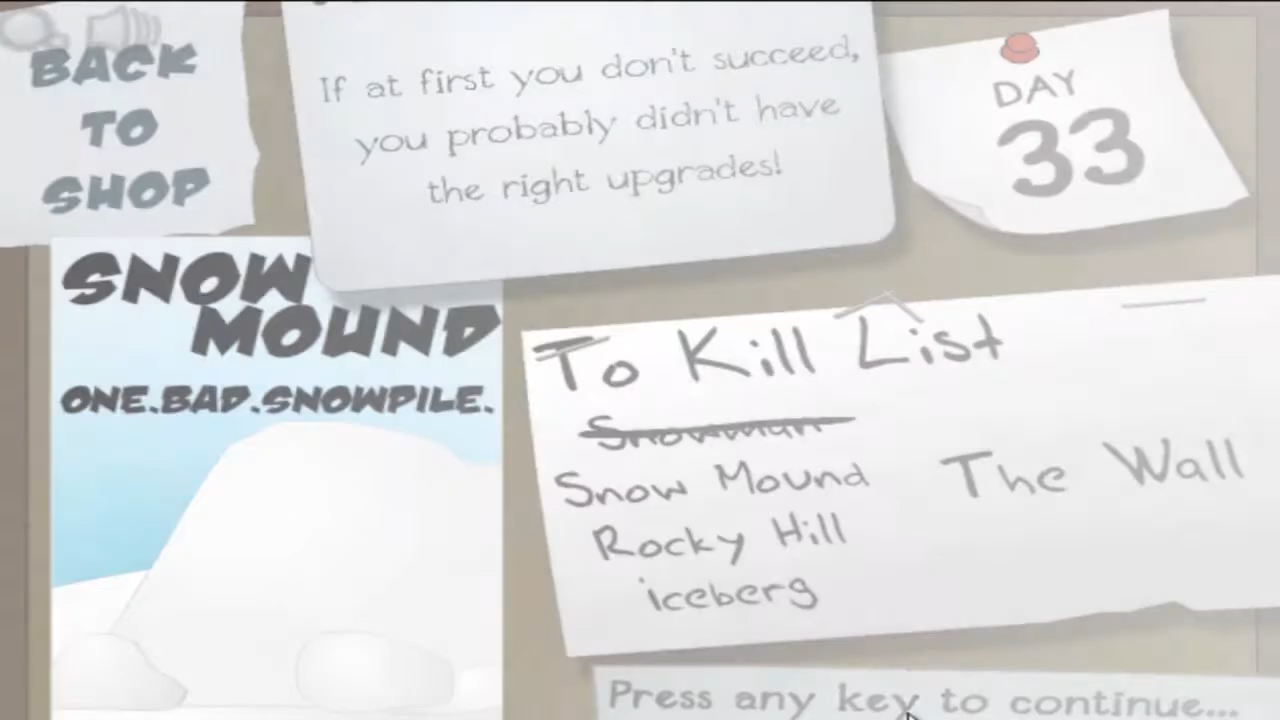 BACK
TO
SHOP
If at first you don't succeed,
you probably didn't have
the right upgrades!
DAY
33
SNOW
MOUND
ONE.BAD.SNOWPILE.
To Kill List
Snowman
Snow Mound
The Wall
Rocky Hill
iceberg
Press any key to continue...